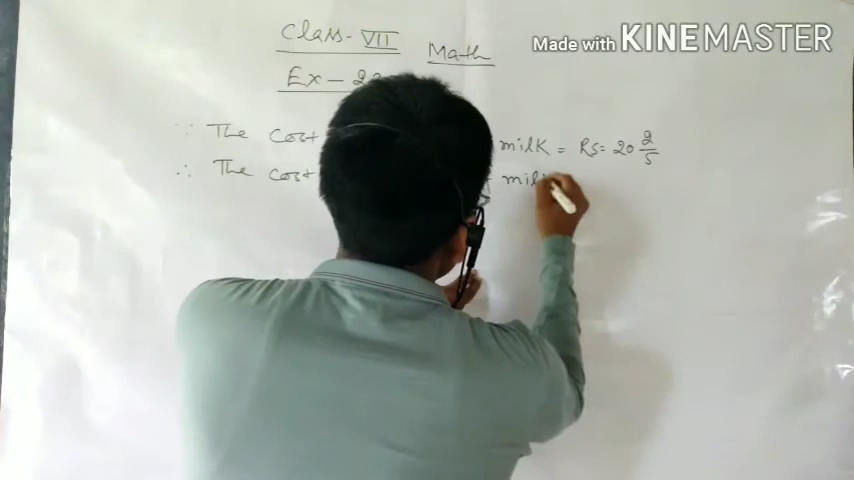 Class - VII Math
Made with KINEMASTER
Ex - 2
∵ The Cost milk = Rs= 20 2/5
∴ The Cost mil